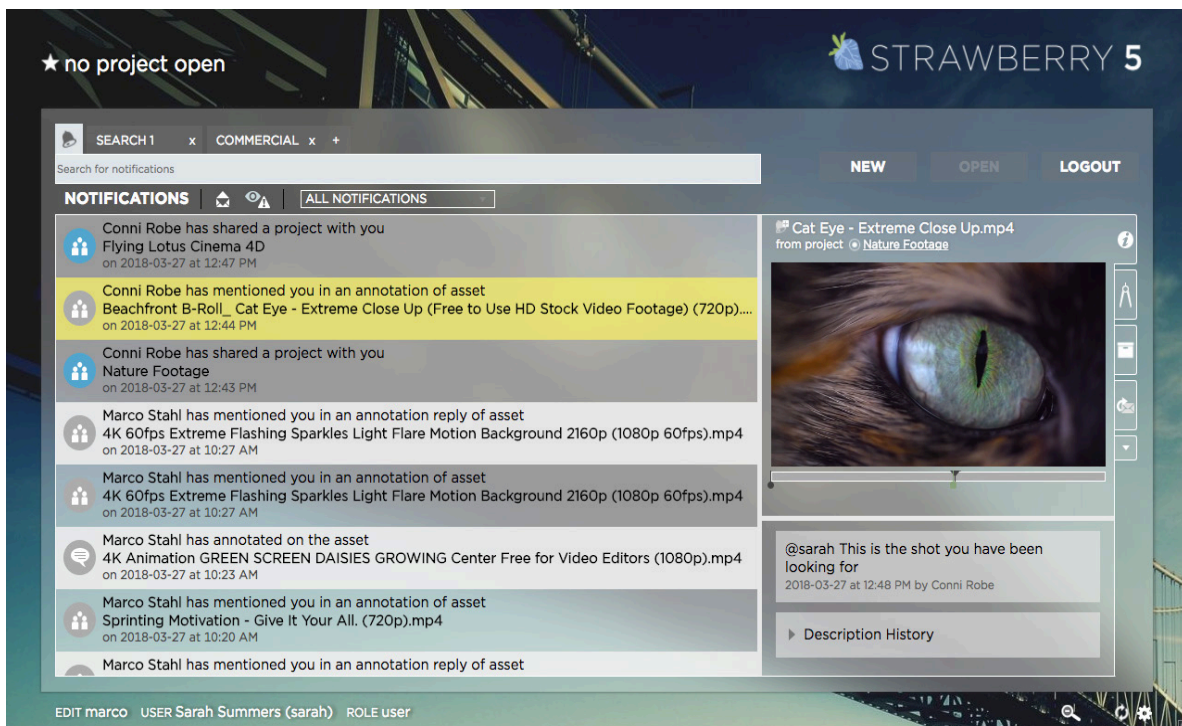 no project open
STRAWBERRY 5
SEARCH 1 x COMMERCIAL x +
Search for notifications
NEW OPEN LOGOUT
NOTIFICATIONS ALL NOTIFICATIONS
Conni Robe has shared a project with you
Flying Lotus Cinema 4D
on 2018-03-27 at 12:47 PM
Conni Robe has mentioned you in an annotation of asset
Beachfront B-Roll_ Cat Eye - Extreme Close Up (Free to Use HD Stock Video Footage) (720p)....
on 2018-03-27 at 12:44 PM
Conni Robe has shared a project with you
Nature Footage
on 2018-03-27 at 12:43 PM
Marco Stahl has mentioned you in an annotation reply of asset
4K 60fps Extreme Flashing Sparkles Light Flare Motion Background 2160p (1080p 60fps).mp4
on 2018-03-27 at 10:27 AM
Marco Stahl has mentioned you in an annotation of asset
4K 60fps Extreme Flashing Sparkles Light Flare Motion Background 2160p (1080p 60fps).mp4
on 2018-03-27 at 10:27 AM
Marco Stahl has annotated on the asset
4K Animation GREEN SCREEN DAISIES GROWING Center Free for Video Editors (1080p).mp4
on 2018-03-27 at 10:23 AM
Marco Stahl has mentioned you in an annotation of asset
Sprinting Motivation - Give It Your All. (720p).mp4
on 2018-03-27 at 10:20 AM
Marco Stahl has mentioned you in an annotation reply of asset
Cat Eye - Extreme Close Up.mp4
from project Nature Footage
@sarah This is the shot you have been
looking for
2018-03-27 at 12:48 PM by Conni Robe
Description History
EDIT marco USER Sarah Summers (sarah) ROLE user